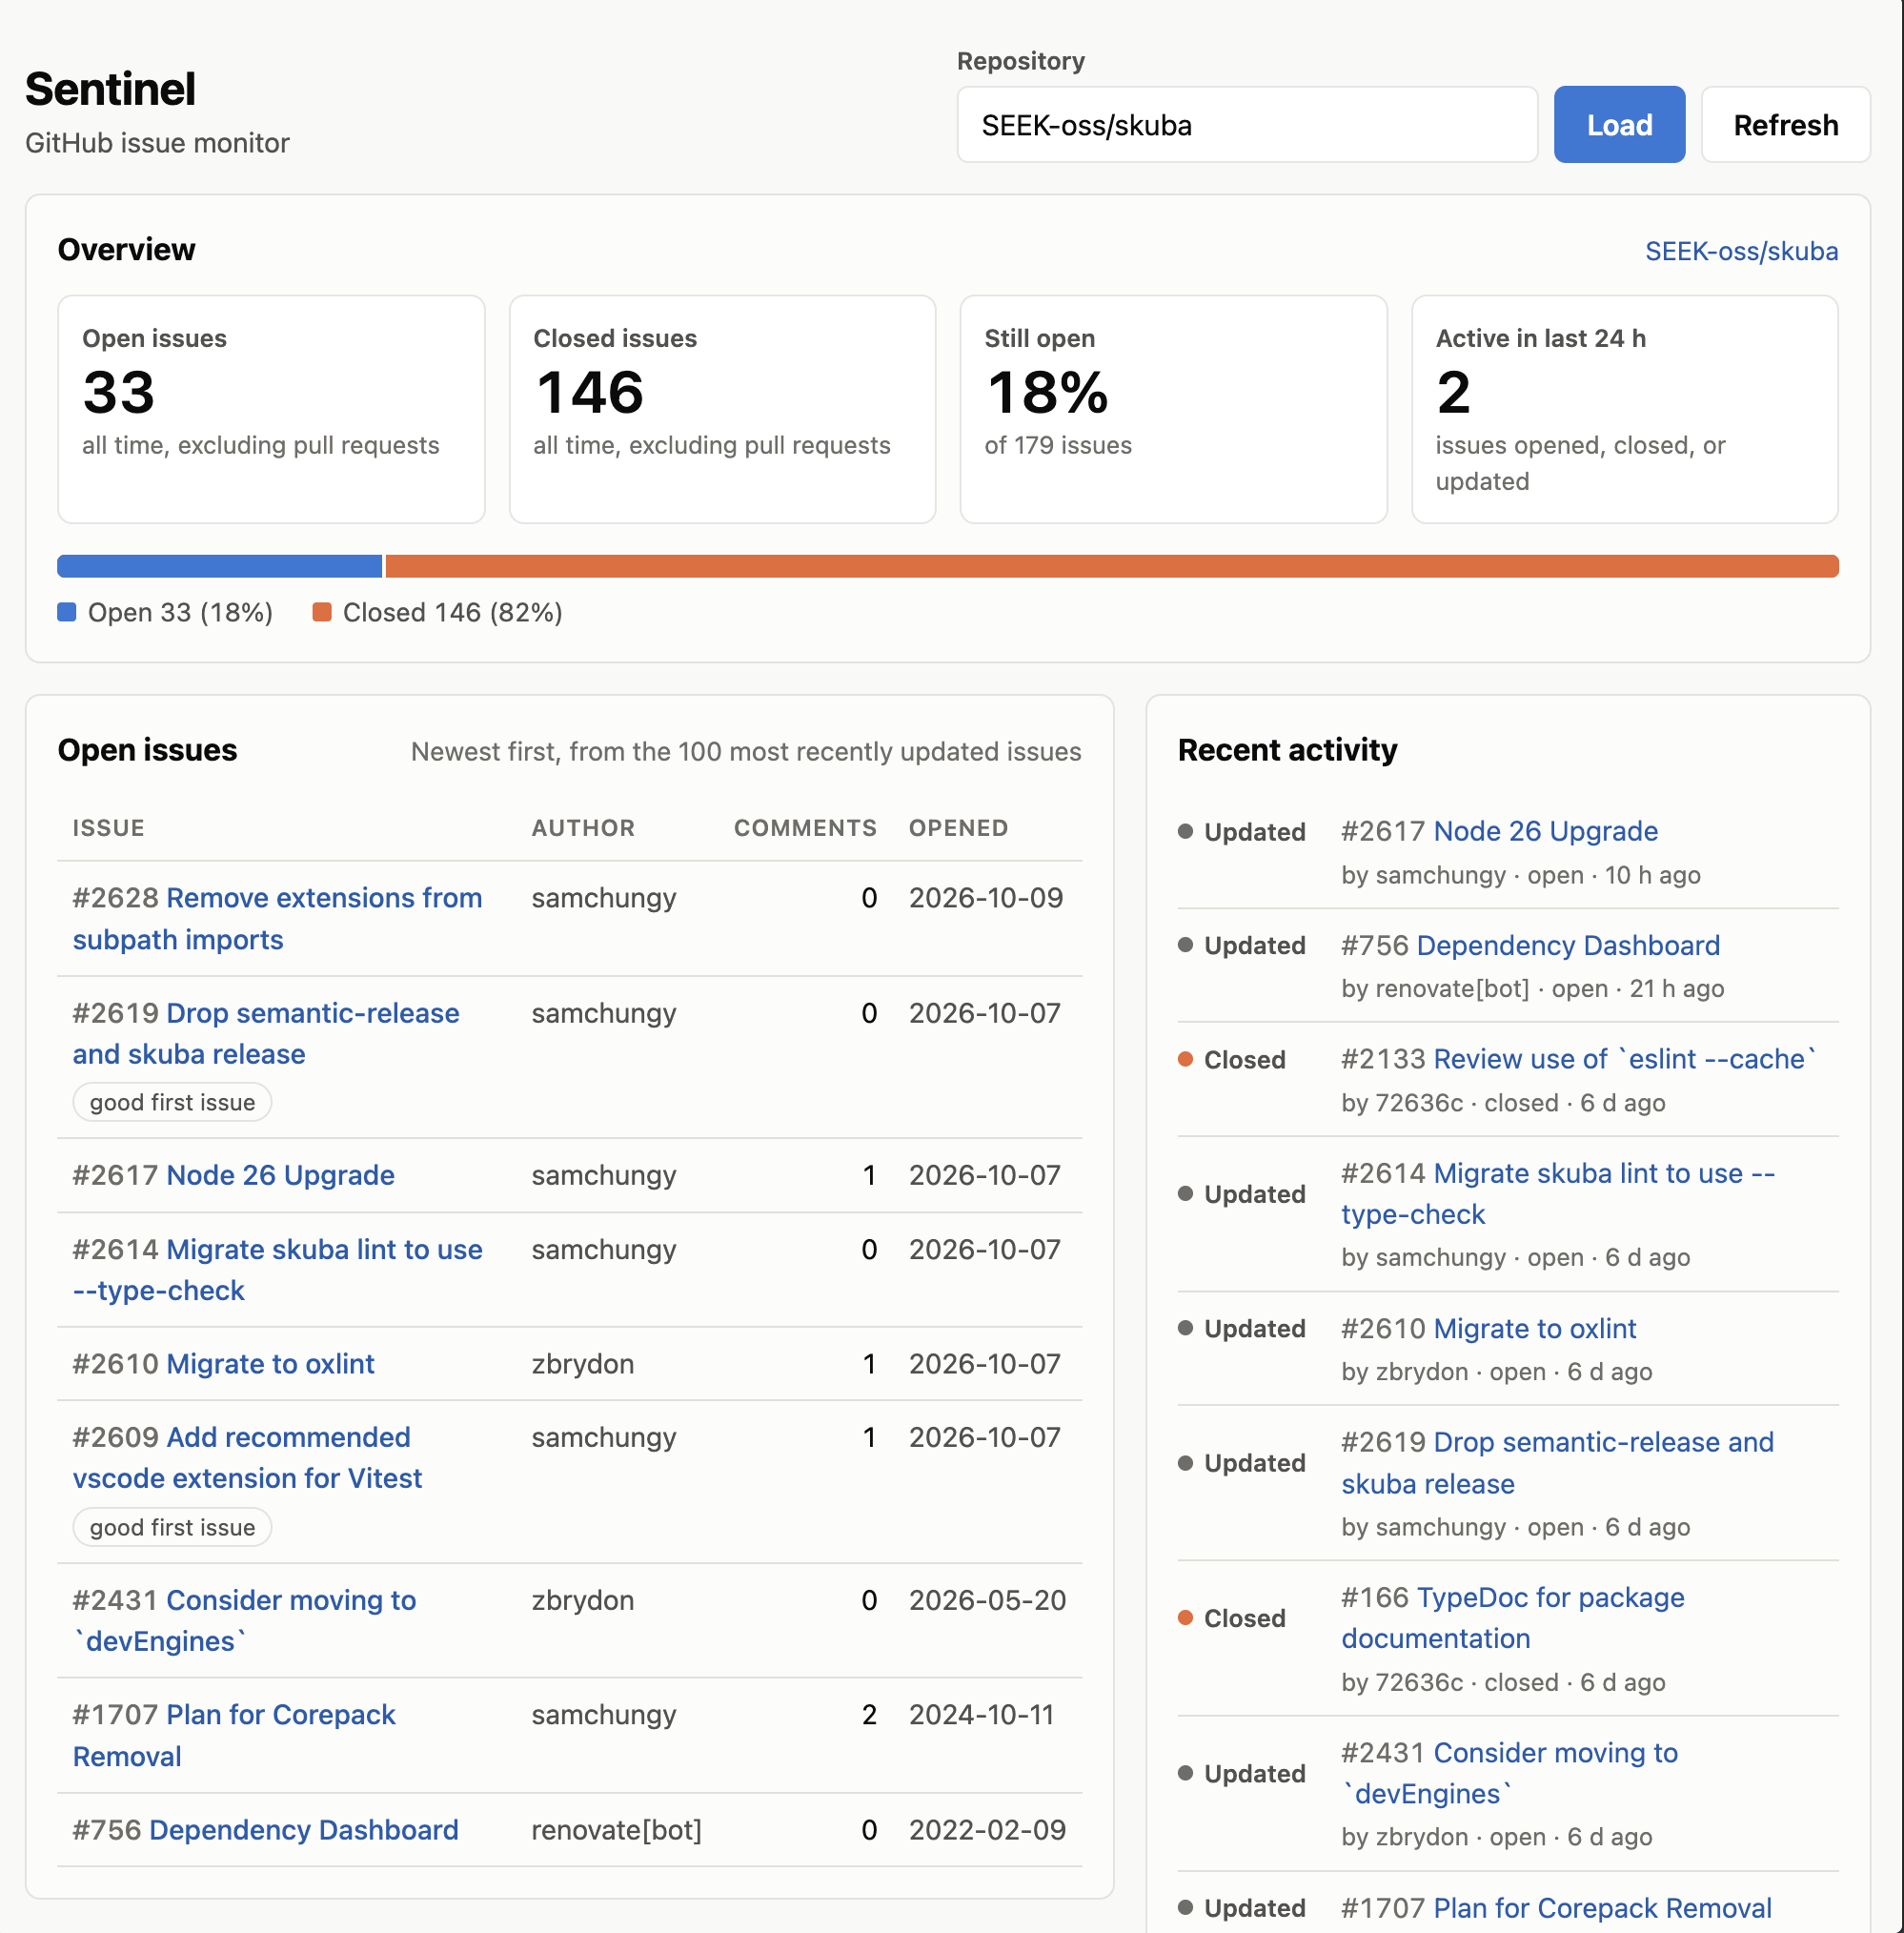 Sentinel
GitHub issue monitor
Repository
SEEK-oss/skuba
Load
Refresh
Overview
SEEK-oss/skuba
Open issues
33
all time, excluding pull requests
Closed issues
146
all time, excluding pull requests
Still open
18%
of 179 issues
Active in last 24 h
2
issues opened, closed, or
updated
Open 33 (18%)
Closed 146 (82%)
Open issues
Newest first, from the 100 most recently updated issues
ISSUE AUTHOR COMMENTS OPENED
#2628 Remove extensions from samchungy 0 2026-10-09
subpath imports
#2619 Drop semantic-release samchungy 0 2026-10-07
and skuba release
good first issue
#2617 Node 26 Upgrade samchungy 1 2026-10-07
#2614 Migrate skuba lint to use samchungy 0 2026-10-07
--type-check
#2610 Migrate to oxlint zbrydon 1 2026-10-07
#2609 Add recommended samchungy 1 2026-10-07
vscode extension for Vitest
good first issue
#2431 Consider moving to zbrydon 0 2026-05-20
`devEngines`
#1707 Plan for Corepack samchungy 2 2024-10-11
Removal
#756 Dependency Dashboard renovate[bot] 0 2022-02-09
Recent activity
Updated #2617 Node 26 Upgrade
by samchungy · open · 10 h ago
Updated #756 Dependency Dashboard
by renovate[bot] · open · 21 h ago
Closed #2133 Review use of `eslint --cache`
by 72636c · closed · 6 d ago
#2614 Migrate skuba lint to use --
Updated
type-check
by samchungy · open · 6 d ago
Updated #2610 Migrate to oxlint
by zbrydon · open · 6 d ago
#2619 Drop semantic-release and
Updated
skuba release
by samchungy · open · 6 d ago
#166 TypeDoc for package
Closed
documentation
by 72636c · closed · 6 d ago
#2431 Consider moving to
Updated
`devEngines`
by zbrydon · open · 6 d ago
Updated #1707 Plan for Corepack Removal